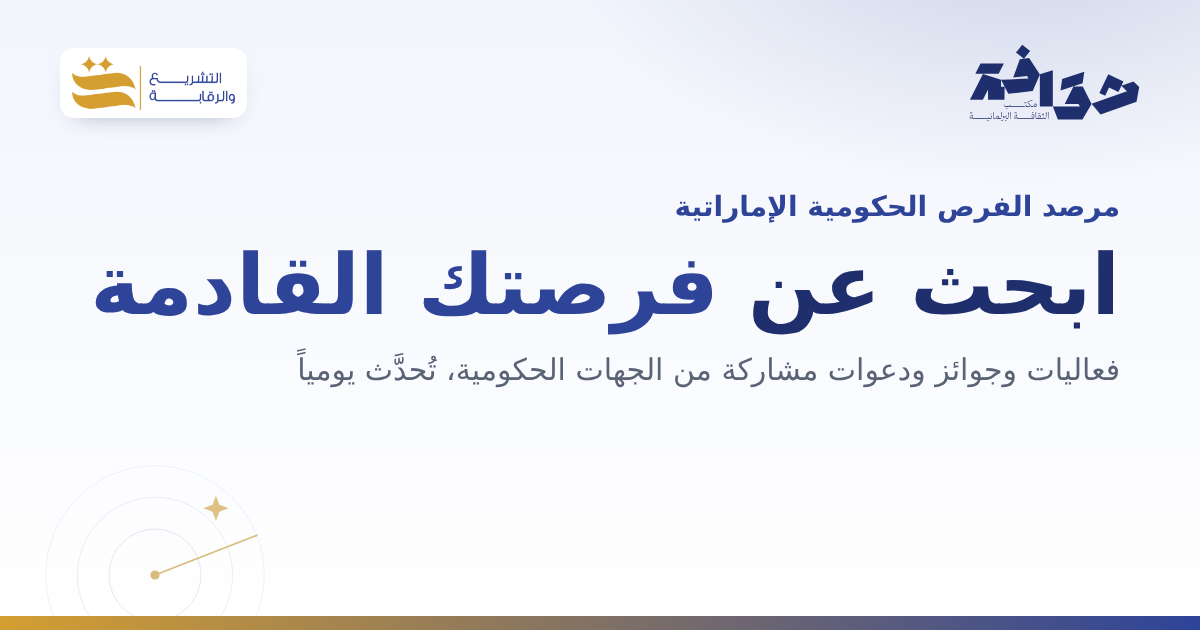 ثقافة
مكتب
الثقافة البرلمانية
التشريع
والرقابة
مرصد الفرص الحكومية الإماراتية
ابحث عن فرصتك القادمة
فعاليات وجوائز ودعوات مشاركة من الجهات الحكومية، تُحدَّث يومياً